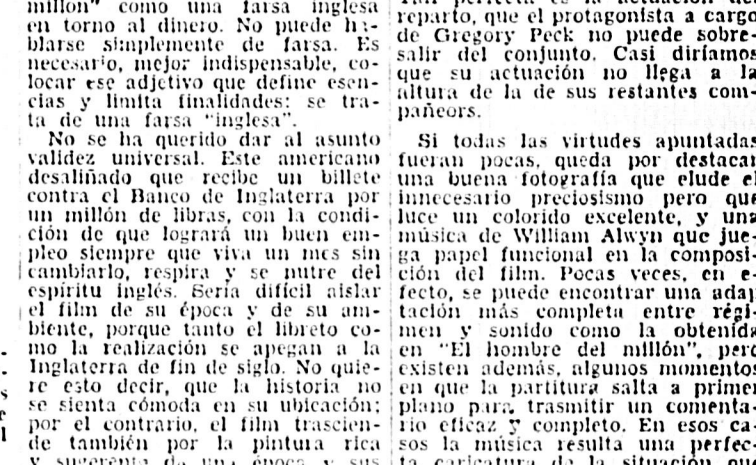 millón" como una farsa inglesa
en torno al dinero. No puede ha-
blarse simplemente de farsa. Es
necesario, mejor indispensable, co-
locar ese adjetivo que define esen-
cias y limita finalidades: se tra-
ta de una farsa "inglesa".
No se ha querido dar al asunto
validez universal. Este americano
desaliñado que recibe un billete
contra el Banco de Inglaterra por
un millón de libras, con la condi-
ción de que logrará un buen em-
pleo siempre que viva un mes sin
cambiarlo, respira y se nutre del
espíritu inglés. Sería difícil aislar
el film de su época y de su am-
biente, porque tanto el libreto co-
mo la realización se apegan a la
Inglaterra de fin de siglo. No quie-
re esto decir, que la historia no
se sienta cómoda en su ubicación;
por el contrario, el film trascien-
de también por la pintura rica
y sugerente de una época y sus
reparto, que el protagonista a cargo
de Gregory Peck no puede sobre-
salir del conjunto. Casi diríamos
que su actuación no llega a la
altura de la de sus restantes com-
pañeors.
Si todas las virtudes apuntadas
fueran pocas, queda por destacar
una buena fotografía que elude el
innecesario preciosismo pero que
luce un colorido excelente, y una
música de William Alwyn que jue-
ga papel funcional en la composi-
ción del film. Pocas veces, en e-
fecto, se puede encontrar una adap
tación más completa entre régi-
men y sonido como la obtenida
en "El hombre del millón", pero
existen además, algunos momentos
en que la partitura salta a primer
plano para trasmitir un comenta-
rio eficaz y completo. En esos ca-
sos la música resulta una perfec-
ta caricatura de la situación que